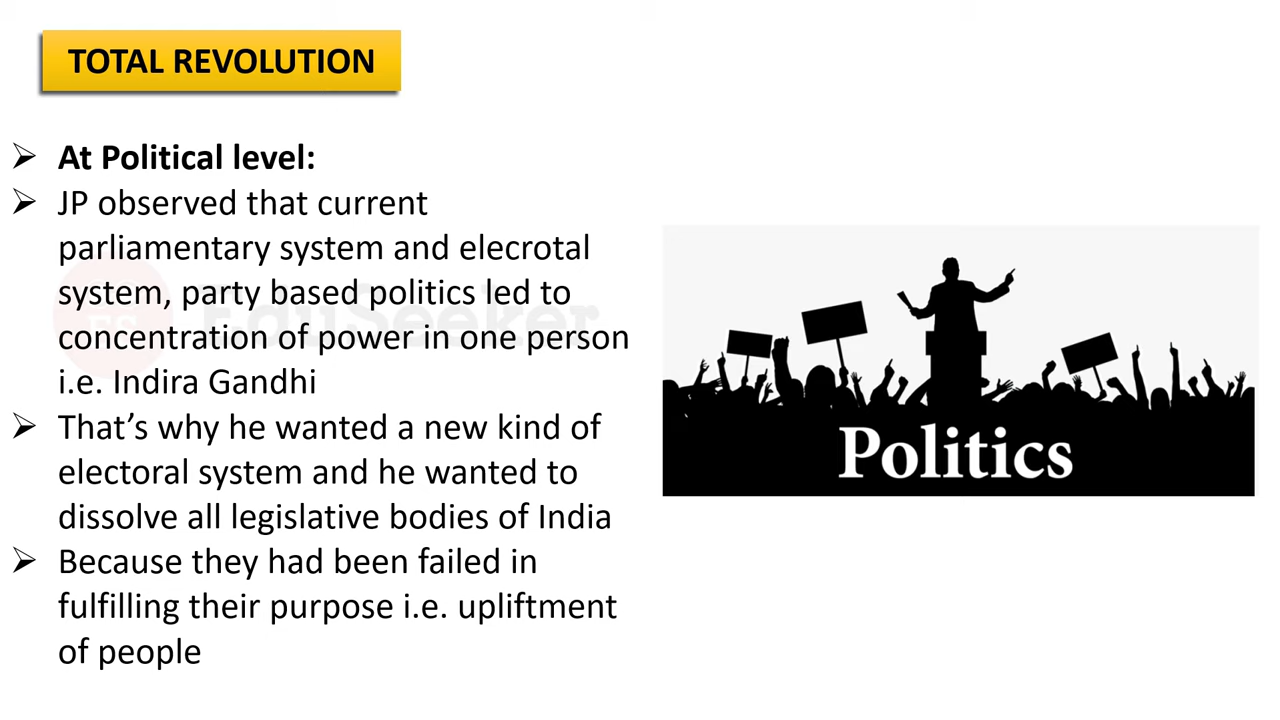 TOTAL REVOLUTION
➢ At Political level:
➢ JP observed that current
parliamentary system and elecrotal
system, party based politics led to
concentration of power in one person
i.e. Indira Gandhi
➢ That's why he wanted a new kind of
electoral system and he wanted to
dissolve all legislative bodies of India
➢ Because they had been failed in
fulfilling their purpose i.e. upliftment
of people
Politics
ES EduSeeker